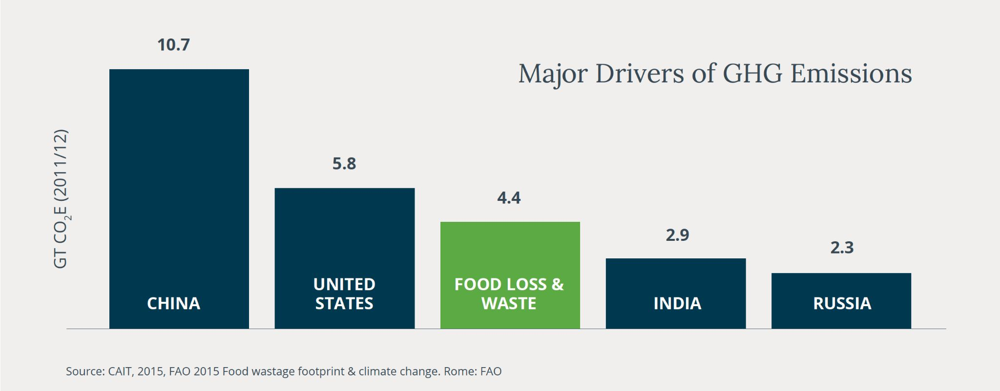 Major Drivers of GHG Emissions
GT CO₂E (2011/12)
10.7
CHINA
5.8
UNITED
STATES
4.4
FOOD LOSS &
WASTE
2.9
INDIA
2.3
RUSSIA
Source: CAIT, 2015, FAO 2015 Food wastage footprint & climate change. Rome: FAO